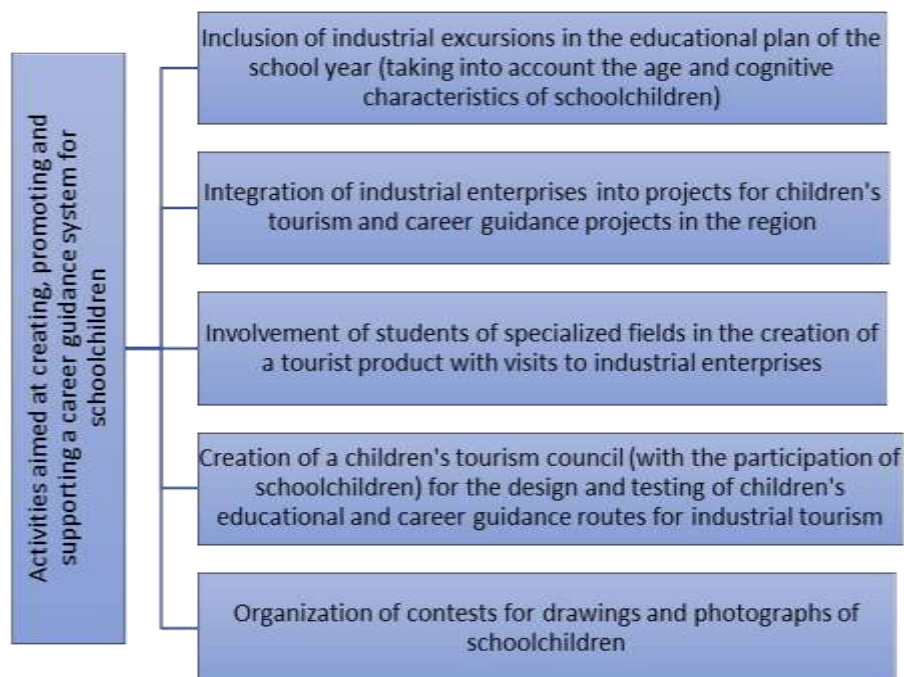 Activities aimed at creating, promoting and
supporting a career guidance system for
schoolchildren
Inclusion of industrial excursions in the educational plan of the
school year (taking into account the age and cognitive
characteristics of schoolchildren)
Integration of industrial enterprises into projects for children's
tourism and career guidance projects in the region
Involvement of students of specialized fields in the creation of
a tourist product with visits to industrial enterprises
Creation of a children's tourism council (with the participation of
schoolchildren) for the design and testing of children's
educational and career guidance routes for industrial tourism
Organization of contests for drawings and photographs of
schoolchildren